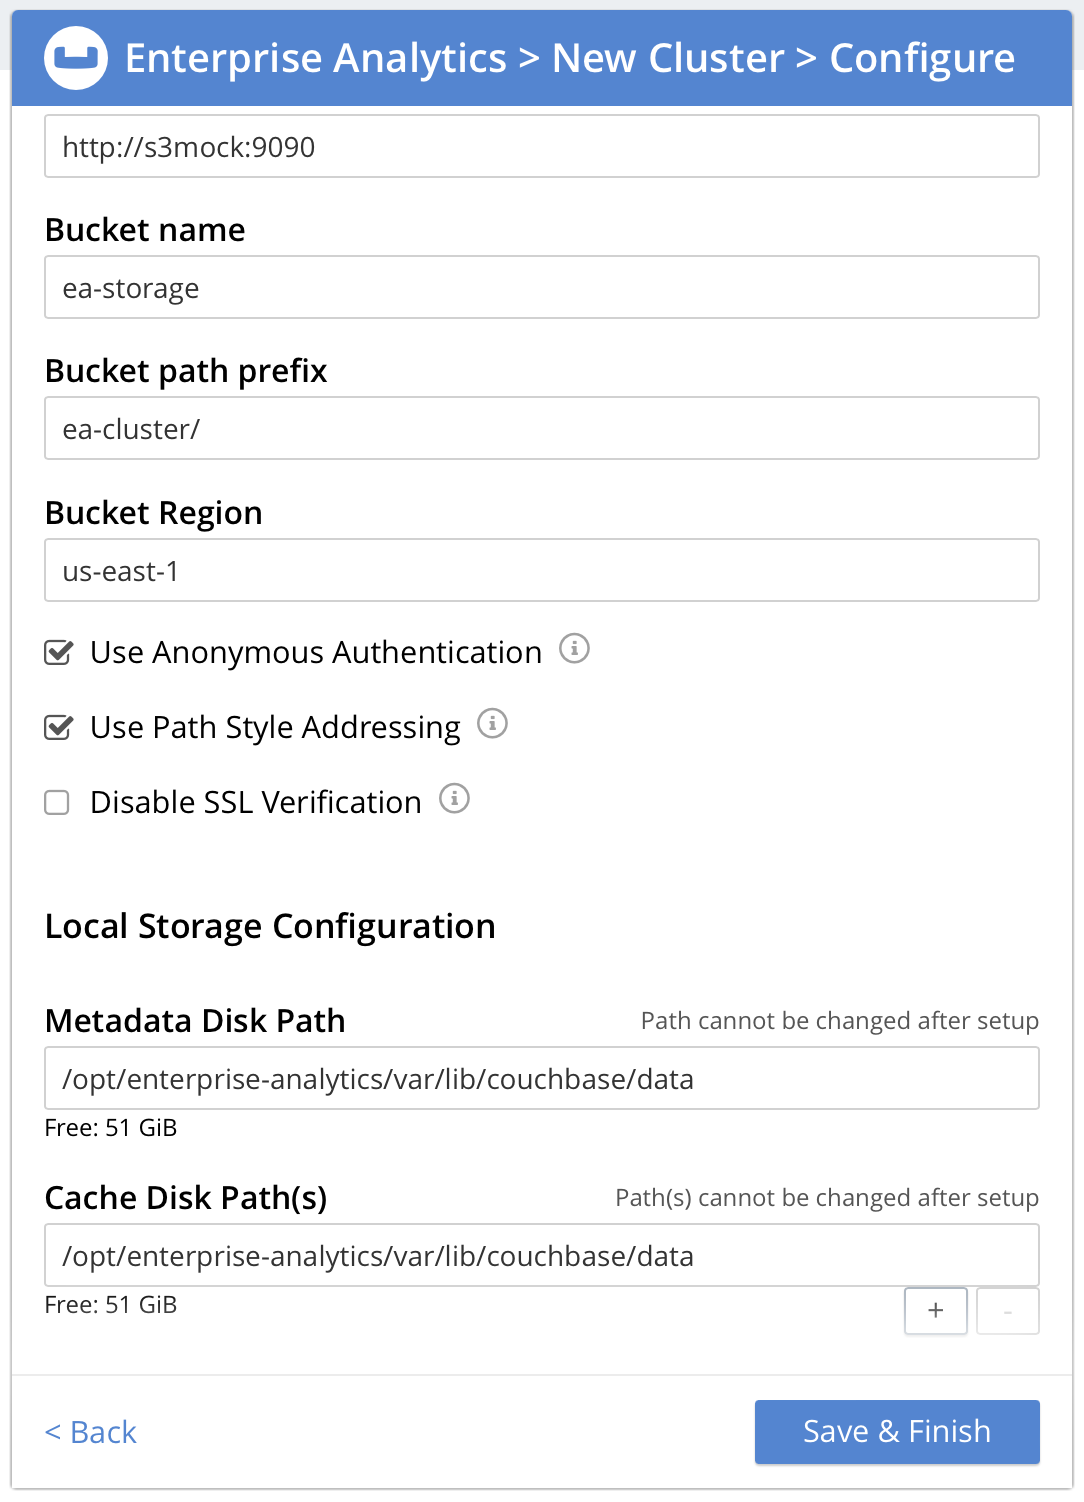 Enterprise Analytics > New Cluster > Configure
http://s3mock:9090
Bucket name
ea-storage
Bucket path prefix
ea-cluster/
Bucket Region
us-east-1
Use Anonymous Authentication
Use Path Style Addressing
Disable SSL Verification
Local Storage Configuration
Metadata Disk Path Path cannot be changed after setup
/opt/enterprise-analytics/var/lib/couchbase/data
Free: 51 GiB
Cache Disk Path(s) Path(s) cannot be changed after setup
/opt/enterprise-analytics/var/lib/couchbase/data
Free: 51 GiB
+ -
< Back Save & Finish